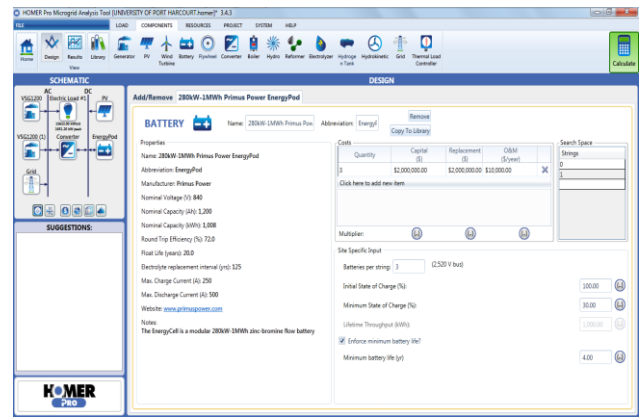 HOMER Pro Microgrid Analysis Tool [UNIVERSITY OF PORT HARCOURT.homer]* 3.4.3
FILE LOAD COMPONENTS RESOURCES PROJECT SYSTEM HELP
Home Design Results Library Generator PV Wind Turbine Battery Flywheel Converter Boiler Hydro Reformer Electrolyzer Hydrogen Tank Hydrokinetic Grid Thermal Load Controller Calculate
View
SCHEMATIC DESIGN
AC DC
VSG1200 Electric Load #1 PV
VSG1200 (1) Converter EnergyPod
Grid
SUGGESTIONS:
Add/Remove 280kW-1MWh Primus Power EnergyPod
BATTERY Name: 280kW-1MWh Primus Pow Abbreviation: EnergyP
Remove
Copy To Library
Properties
Name: 280kW-1MWh Primus Power EnergyPod
Abbreviation: EnergyPod
Manufacturer: Primus Power
Nominal Voltage (V): 840
Nominal Capacity (Ah): 1,200
Nominal Capacity (kWh): 1,008
Round Trip Efficiency (%): 72.0
Float Life (years): 20.0
Electrolyte replacement interval (yrs): 125
Max. Charge Current (A): 250
Max. Discharge Current (A): 500
Website: www.primuspower.com
Notes:
The EnergyCell is a modular 280kW-1MWh zinc-bromine flow battery
Costs
Quantity Capital ($) Replacement ($) O&M ($/year)
3 $2,000,000.00 $2,000,000.00 $10,000.00
Click here to add new item
Multiplier:
Search Space
Strings
0
1
Site Specific Input
Batteries per string: 3 (2,520 V bus)
Initial State of Charge (%): 100.00
Minimum State of Charge (%): 30.00
Lifetime Throughput (kWh): 1,000.00
Enforce minimum battery life?
Minimum battery life (yr) 4.00
HOMER
PRO